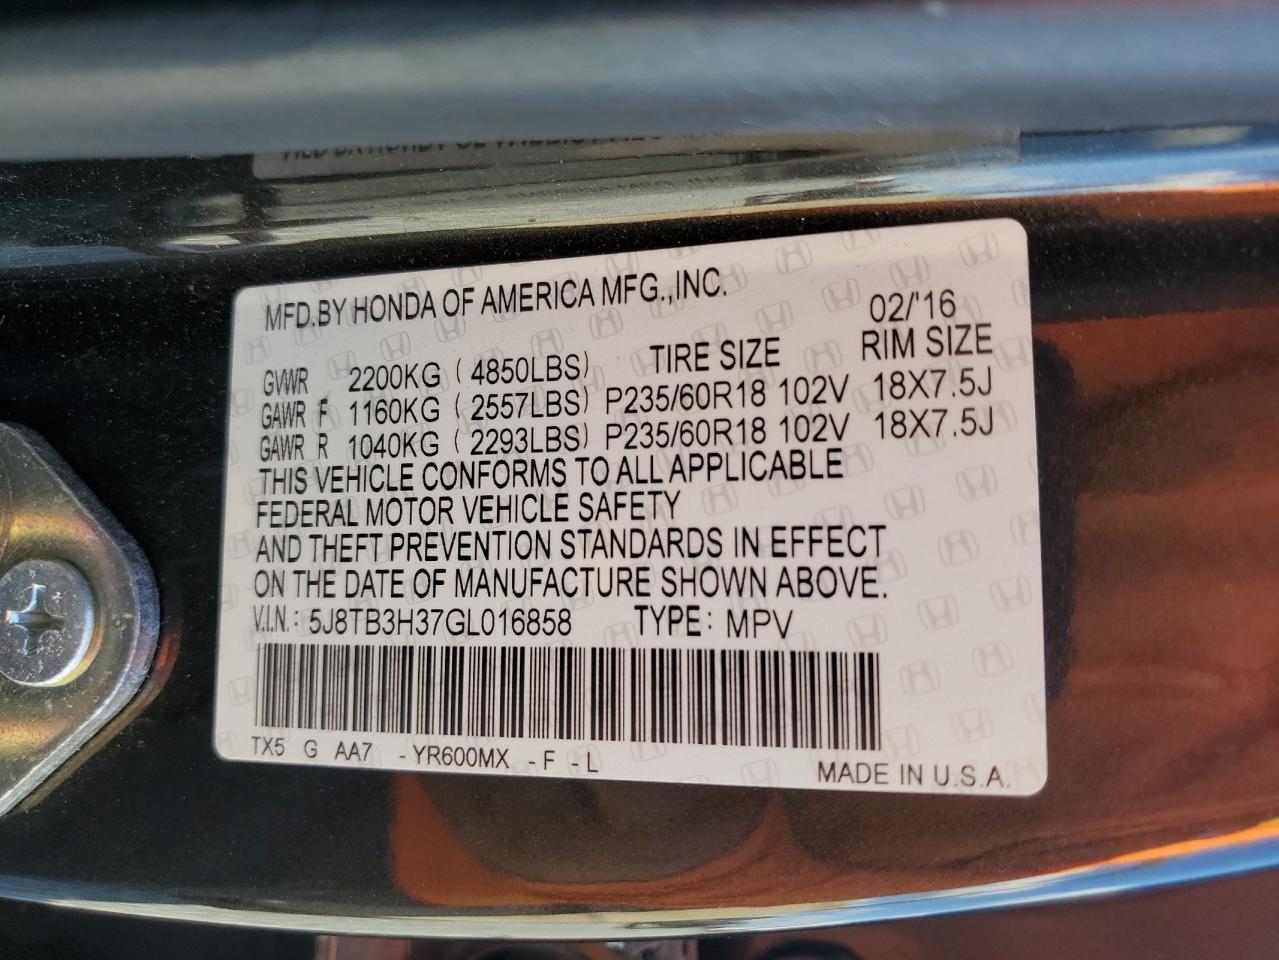 MFD.BY HONDA OF AMERICA MFG.,INC.
02/'16
GVWR 2200KG ( 4850LBS) TIRE SIZE RIM SIZE
GAWR F 1160KG ( 2557LBS) P235/60R18 102V 18X7.5J
GAWR R 1040KG ( 2293LBS) P235/60R18 102V 18X7.5J
THIS VEHICLE CONFORMS TO ALL APPLICABLE
FEDERAL MOTOR VEHICLE SAFETY
AND THEFT PREVENTION STANDARDS IN EFFECT
ON THE DATE OF MANUFACTURE SHOWN ABOVE.
V.I.N.: 5J8TB3H37GL016858 TYPE: MPV
TX5 G AA7 -YR600MX -F -L
MADE IN U.S.A.